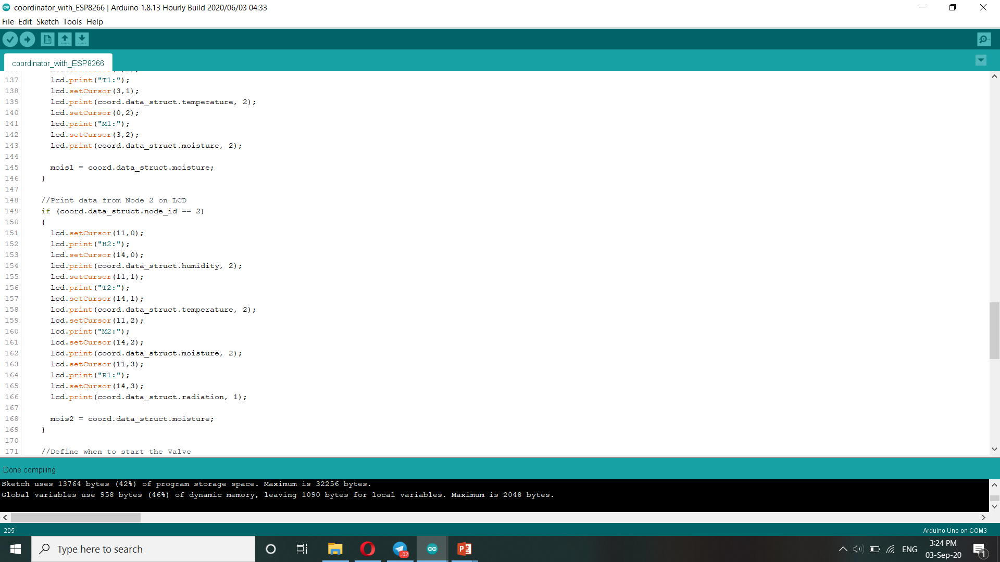 coordinator_with_ESP8266 | Arduino 1.8.13 Hourly Build 2020/06/03 04:33
File Edit Sketch Tools Help
coordinator_with_ESP8266
137 lcd.print("T1:");
138 lcd.setCursor(3,1);
139 lcd.print(coord.data_struct.temperature, 2);
140 lcd.setCursor(0,2);
141 lcd.print("M1:");
142 lcd.setCursor(3,2);
143 lcd.print(coord.data_struct.moisture, 2);
144
145 mois1 = coord.data_struct.moisture;
146 }
147
148 //Print data from Node 2 on LCD
149 if (coord.data_struct.node_id == 2)
150 {
151 lcd.setCursor(11,0);
152 lcd.print("H2:");
153 lcd.setCursor(14,0);
154 lcd.print(coord.data_struct.humidity, 2);
155 lcd.setCursor(11,1);
156 lcd.print("T2:");
157 lcd.setCursor(14,1);
158 lcd.print(coord.data_struct.temperature, 2);
159 lcd.setCursor(11,2);
160 lcd.print("M2:");
161 lcd.setCursor(14,2);
162 lcd.print(coord.data_struct.moisture, 2);
163 lcd.setCursor(11,3);
164 lcd.print("R1:");
165 lcd.setCursor(14,3);
166 lcd.print(coord.data_struct.radiation, 1);
167
168 mois2 = coord.data_struct.moisture;
169 }
170
171 //Define when to start the Valve
Done compiling.
Sketch uses 13764 bytes (42%) of program storage space. Maximum is 32256 bytes.
Global variables use 958 bytes (46%) of dynamic memory, leaving 1090 bytes for local variables. Maximum is 2048 bytes.
205
Arduino Uno on COM3
Type here to search
..02
ENG
3:24 PM
03-Sep-20
1